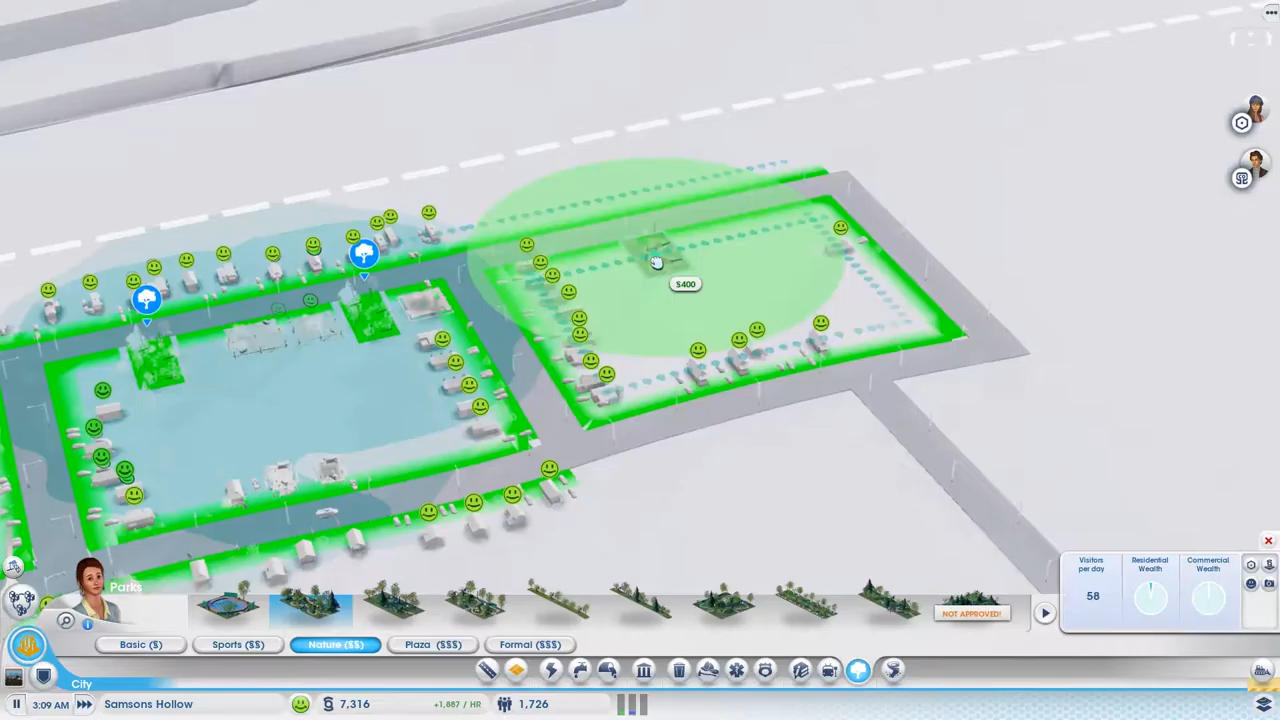 S400
Parks
Visitors per day
58
Residential Wealth
Commercial Wealth
NOT APPROVED!
Basic ($)
Sports ($$)
Nature ($$)
Plaza ($$$)
Formal ($$$)
City
3:09 AM
Samsons Hollow
7,316
+1,887 / HR
1,726